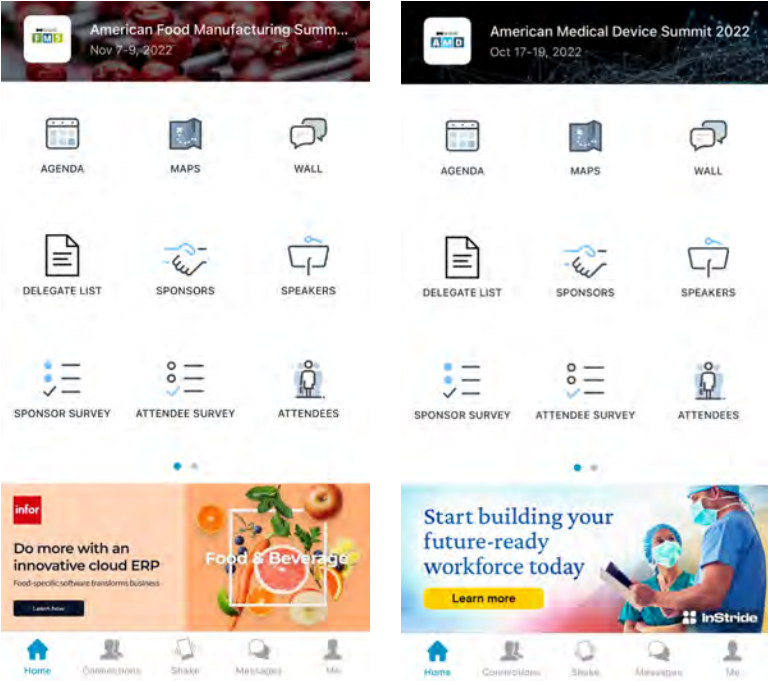 FMS
American Food Manufacturing Summ...
Nov 7-9, 2022
AGENDA
MAPS
WALL
DELEGATE LIST
SPONSORS
SPEAKERS
SPONSOR SURVEY
ATTENDEE SURVEY
ATTENDEES
infor
Do more with an
innovative cloud ERP
Food-specific software transforms business
Learn how
Food & Beverage
Home
Connections
Shake
Messages
Me
AMD
American Medical Device Summit 2022
Oct 17-19, 2022
AGENDA
MAPS
WALL
DELEGATE LIST
SPONSORS
SPEAKERS
SPONSOR SURVEY
ATTENDEE SURVEY
ATTENDEES
Start building your
future-ready
workforce today
Learn more
InStride
Home
Connections
Shake
Messages
Me